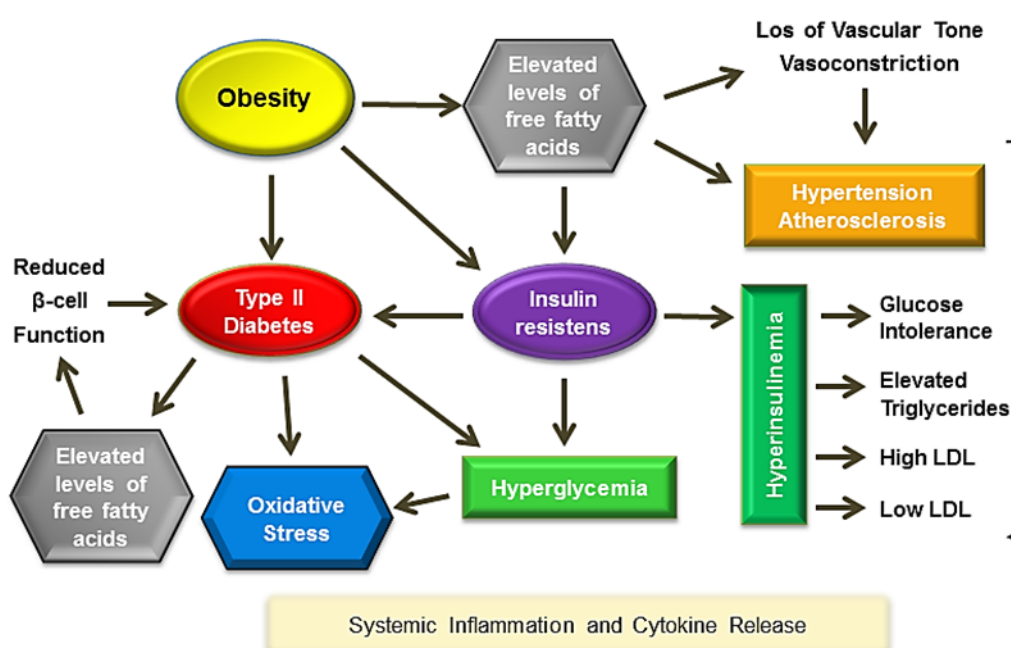 Obesity
Elevated
levels of
free fatty
acids
Los of Vascular Tone
Vasoconstriction
Hypertension
Atherosclerosis
Reduced
β-cell
Function
Type II
Diabetes
Insulin
resistens
Hyperinsulinemia
Glucose
Intolerance
Elevated
Triglycerides
High LDL
Low LDL
Elevated
levels of
free fatty
acids
Oxidative
Stress
Hyperglycemia
Systemic Inflammation and Cytokine Release